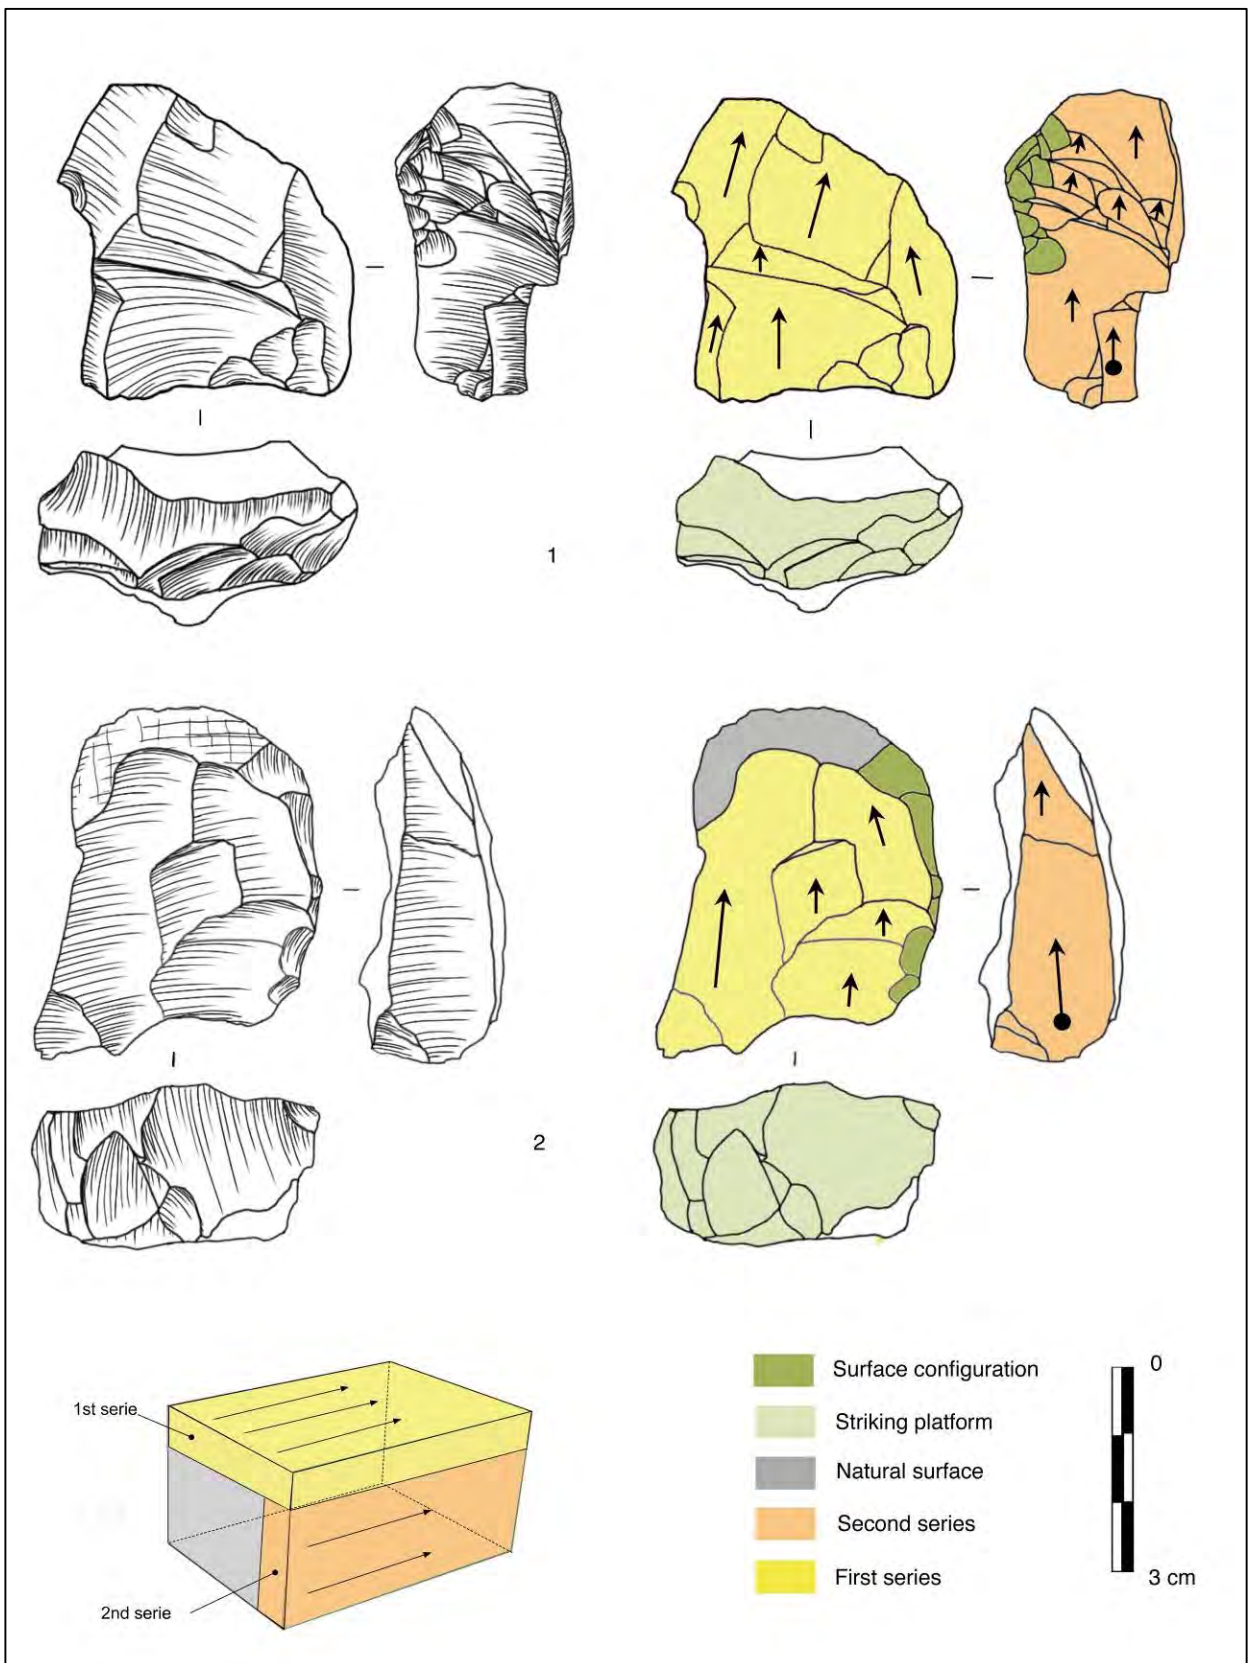 1
2
1st serie
2nd serie
Surface configuration
Striking platform
Natural surface
Second series
First series
0
3 cm